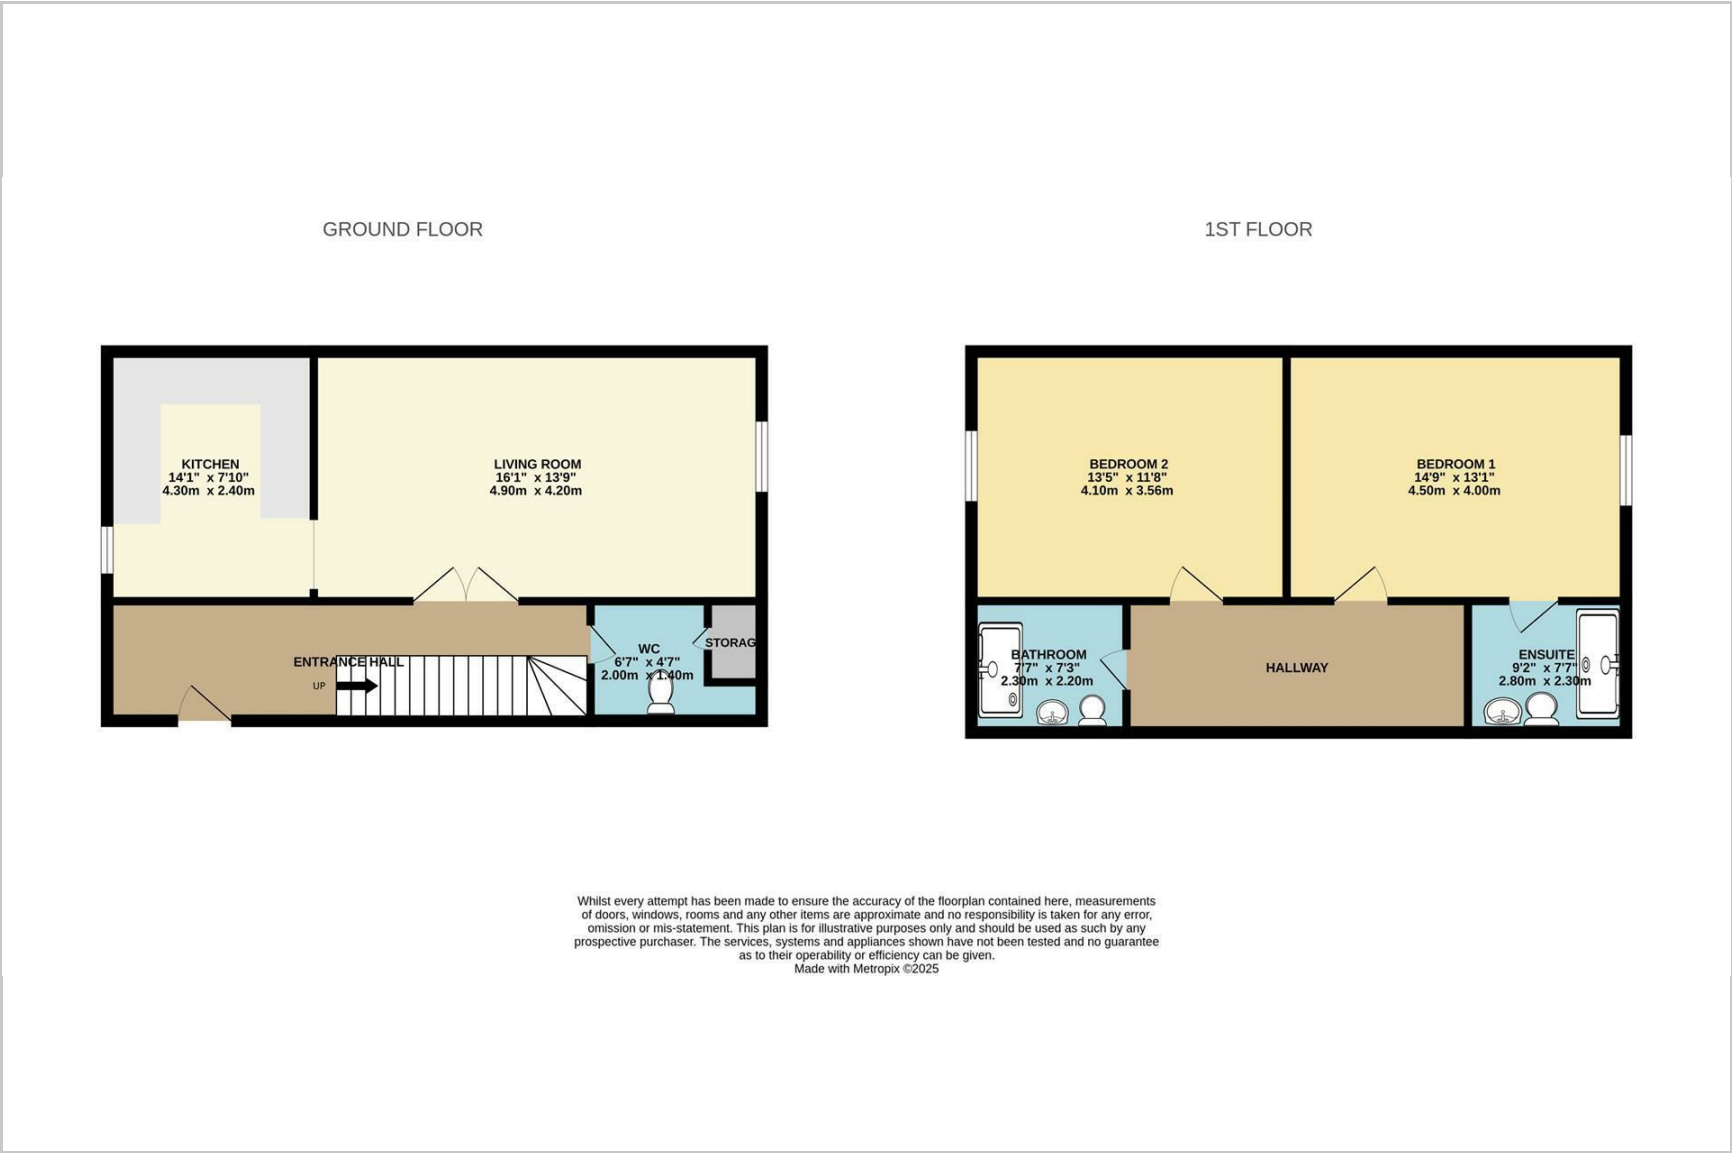 GROUND FLOOR
1ST FLOOR
KITCHEN
14'1" x 7'10"
4.30m x 2.40m
LIVING ROOM
16'1" x 13'9"
4.90m x 4.20m
ENTRANCE HALL
UP
WC
6'7" x 4'7"
2.00m x 1.40m
STORAG
BEDROOM 2
13'5" x 11'8"
4.10m x 3.56m
BEDROOM 1
14'9" x 13'1"
4.50m x 4.00m
BATHROOM
7'7" x 7'3"
2.30m x 2.20m
HALLWAY
ENSUITE
9'2" x 7'7"
2.80m x 2.30m
Whilst every attempt has been made to ensure the accuracy of the floorplan contained here, measurements
of doors, windows, rooms and any other items are approximate and no responsibility is taken for any error,
omission or mis-statement. This plan is for illustrative purposes only and should be used as such by any
prospective purchaser. The services, systems and appliances shown have not been tested and no guarantee
as to their operability or efficiency can be given.
Made with Metropix ©2025